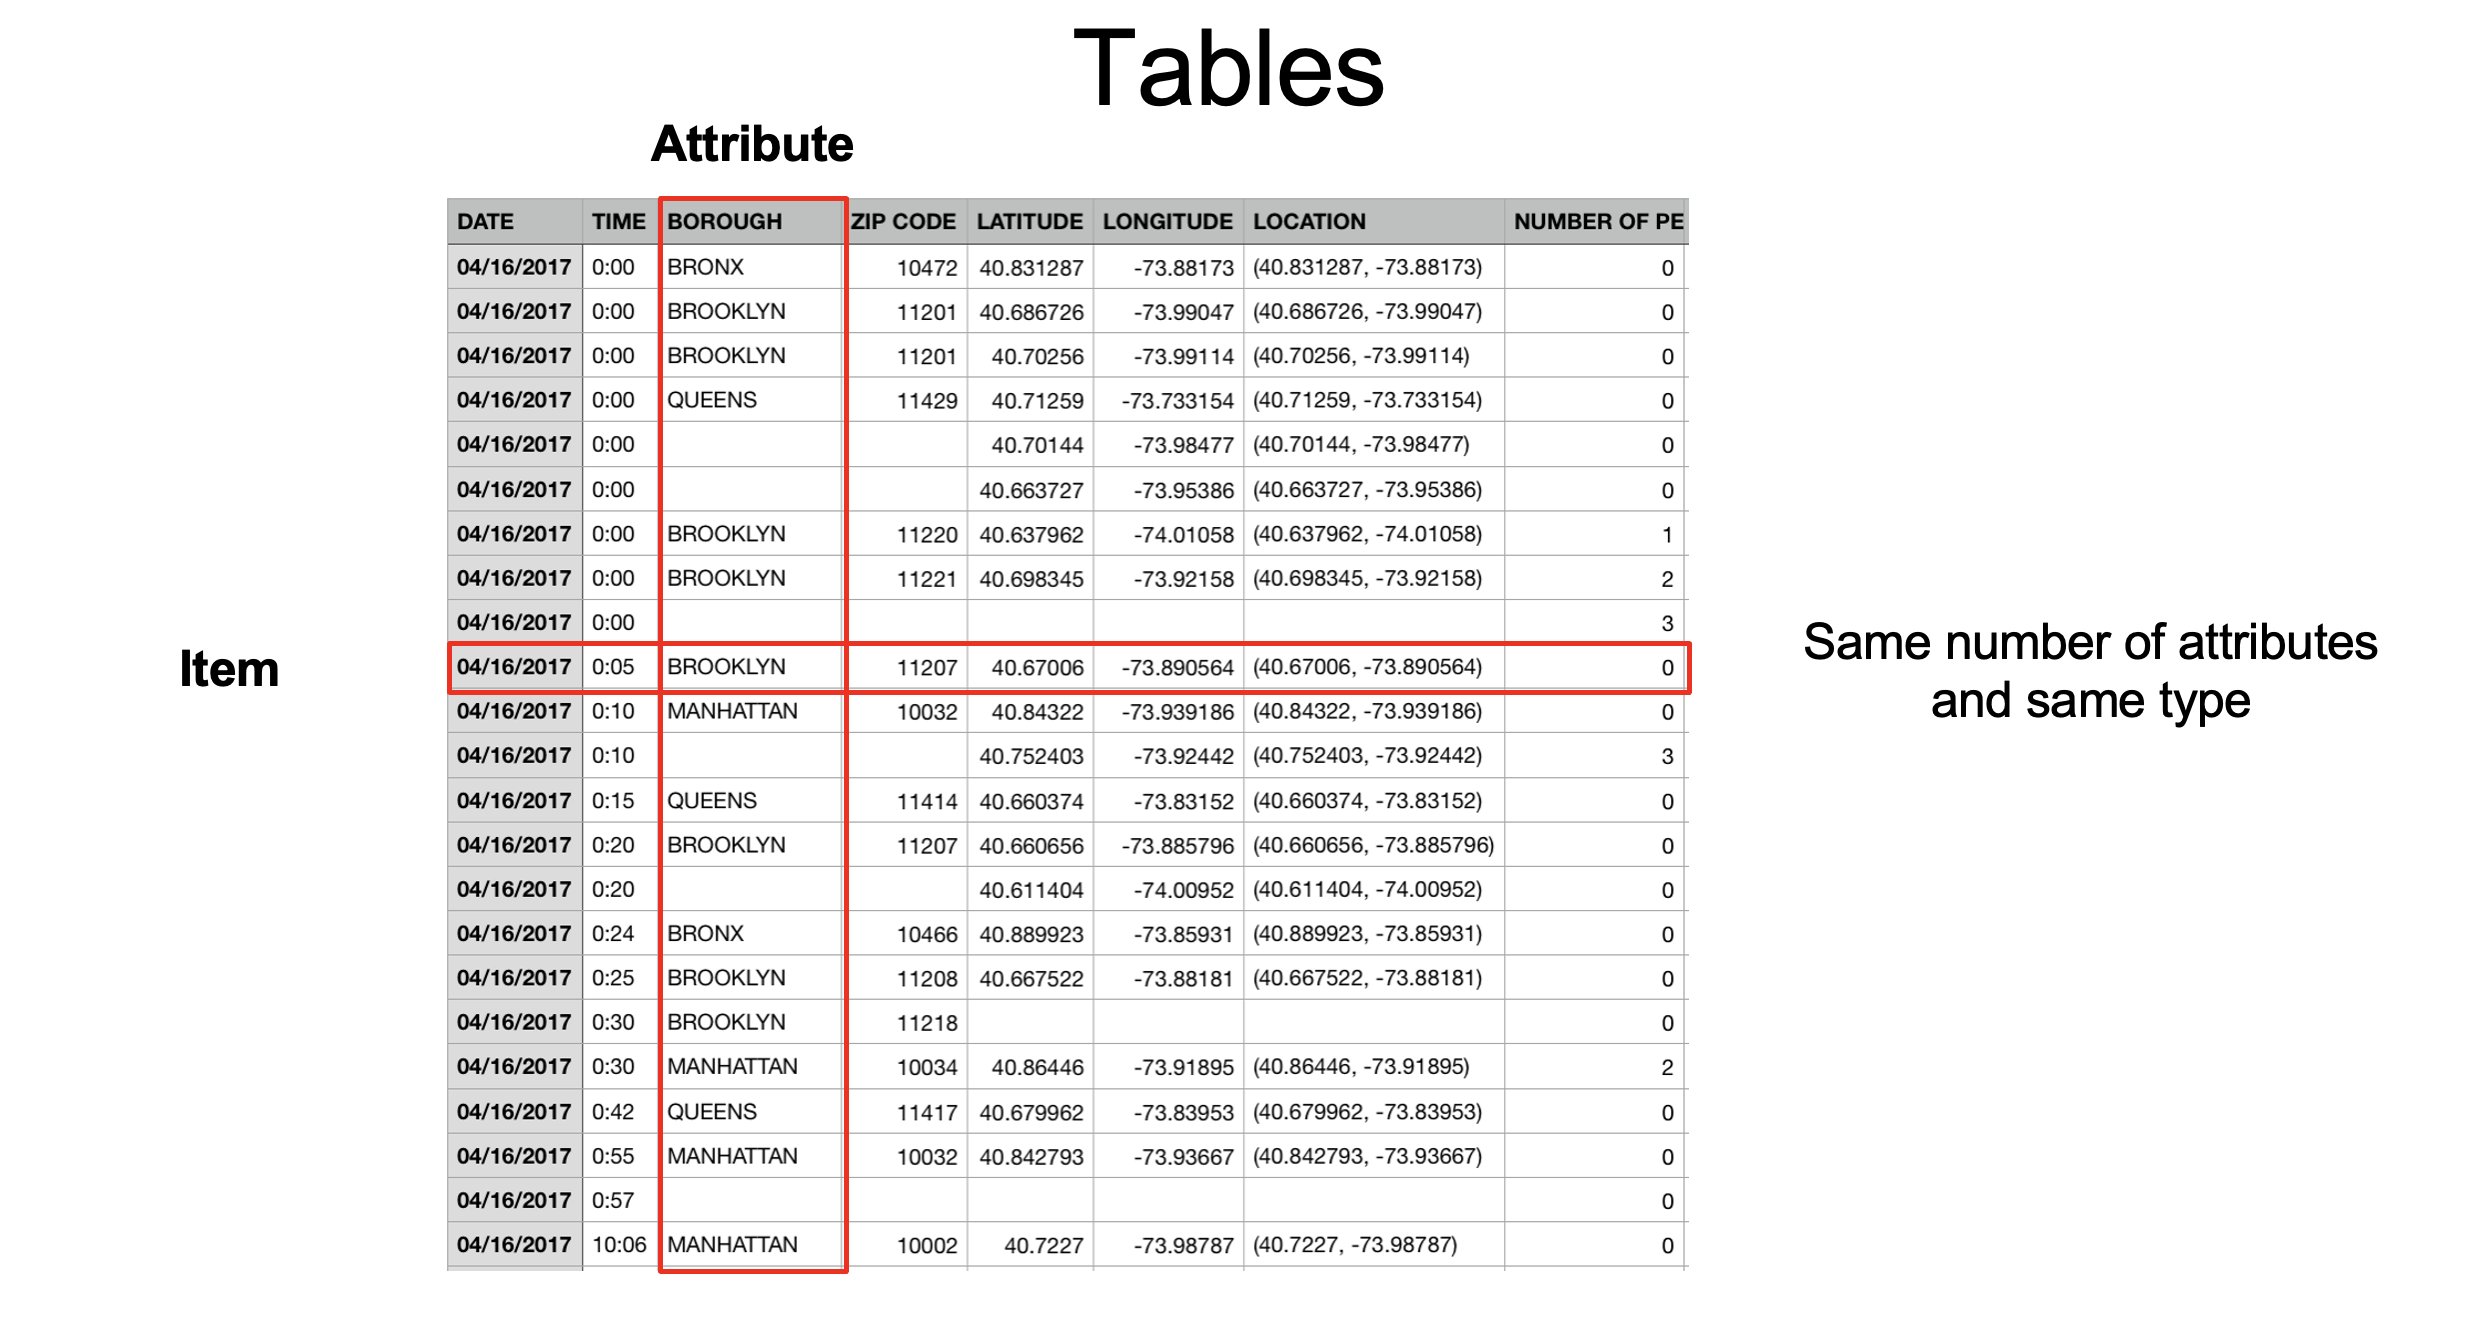 Tables
Attribute
DATE TIME BOROUGH ZIP CODE LATITUDE LONGITUDE LOCATION NUMBER OF PE
04/16/2017 0:00 BRONX 10472 40.831287 -73.88173 (40.831287, -73.88173) 0
04/16/2017 0:00 BROOKLYN 11201 40.686726 -73.99047 (40.686726, -73.99047) 0
04/16/2017 0:00 BROOKLYN 11201 40.70256 -73.99114 (40.70256, -73.99114) 0
04/16/2017 0:00 QUEENS 11429 40.71259 -73.733154 (40.71259, -73.733154) 0
04/16/2017 0:00 40.70144 -73.98477 (40.70144, -73.98477) 0
04/16/2017 0:00 40.663727 -73.95386 (40.663727, -73.95386) 0
04/16/2017 0:00 BROOKLYN 11220 40.637962 -74.01058 (40.637962, -74.01058) 1
04/16/2017 0:00 BROOKLYN 11221 40.698345 -73.92158 (40.698345, -73.92158) 2
04/16/2017 0:00 3
Item
04/16/2017 0:05 BROOKLYN 11207 40.67006 -73.890564 (40.67006, -73.890564) 0
04/16/2017 0:10 MANHATTAN 10032 40.84322 -73.939186 (40.84322, -73.939186) 0
04/16/2017 0:10 40.752403 -73.92442 (40.752403, -73.92442) 3
04/16/2017 0:15 QUEENS 11414 40.660374 -73.83152 (40.660374, -73.83152) 0
04/16/2017 0:20 BROOKLYN 11207 40.660656 -73.885796 (40.660656, -73.885796) 0
04/16/2017 0:20 40.611404 -74.00952 (40.611404, -74.00952) 0
04/16/2017 0:24 BRONX 10466 40.889923 -73.85931 (40.889923, -73.85931) 0
04/16/2017 0:25 BROOKLYN 11208 40.667522 -73.88181 (40.667522, -73.88181) 0
04/16/2017 0:30 BROOKLYN 11218 0
04/16/2017 0:30 MANHATTAN 10034 40.86446 -73.91895 (40.86446, -73.91895) 2
04/16/2017 0:42 QUEENS 11417 40.679962 -73.83953 (40.679962, -73.83953) 0
04/16/2017 0:55 MANHATTAN 10032 40.842793 -73.93667 (40.842793, -73.93667) 0
04/16/2017 0:57 0
04/16/2017 10:06 MANHATTAN 10002 40.7227 -73.98787 (40.7227, -73.98787) 0
Same number of attributes
and same type